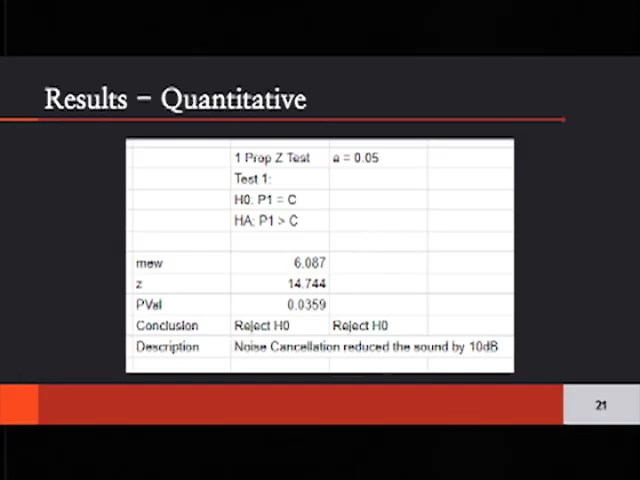 Results – Quantitative
1 Prop Z Test a = 0.05
Test 1:
H0: P1 = C
HA: P1 > C
mew 6.087
z 14.744
PVal 0.0359
Conclusion Reject H0 Reject H0
Description Noise Cancellation reduced the sound by 10dB
21